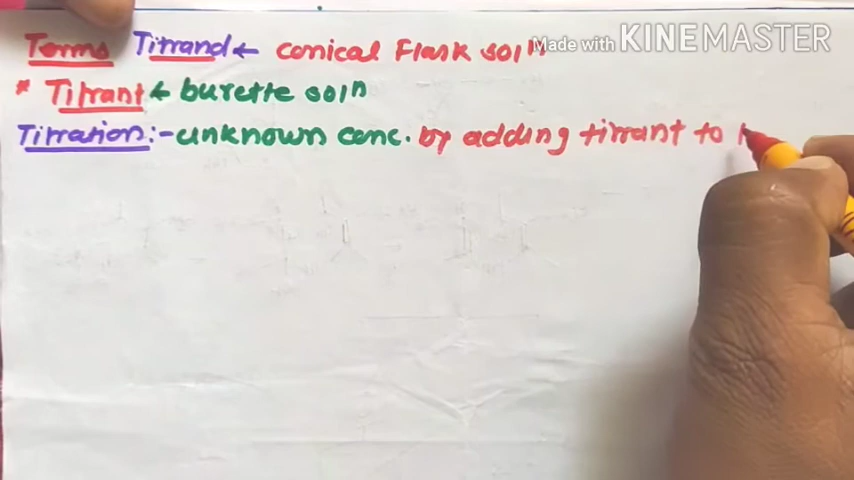 Terms Titrand ← conical Flask solⁿ
* Titrant ← burette solⁿ
Titration:- unknown conc. by adding titrant to
Made with KINEMASTER